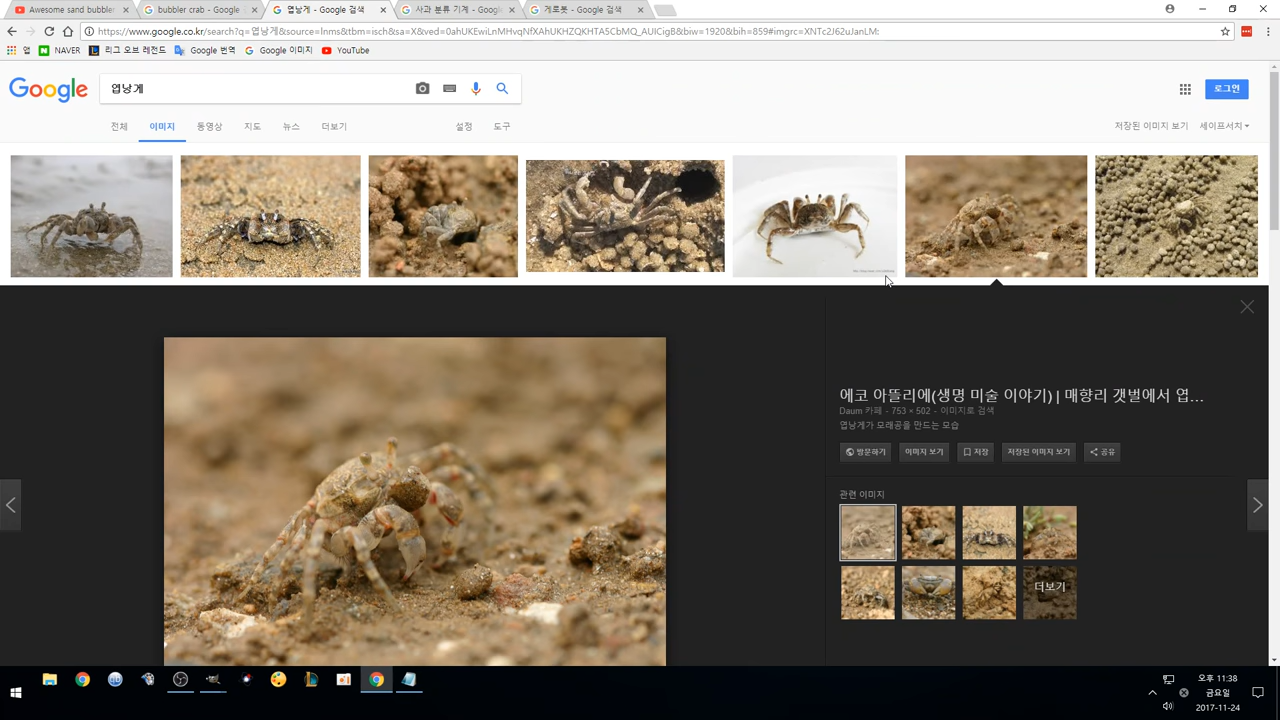 Awesome sand bubbler
bubbler crab - Google
엽낭게 - Google 검색
사과 분류 기계 - Google
게로봇 - Google 검색
https://www.google.co.kr/search?q=엽낭게&source=lnms&tbm=isch&sa=X&ved=0ahUKEwiLnMHvqNfXAhUKHZQKHTA5CbMQ_AUICigB&biw=1920&bih=859#imgrc=XNTc2J62uJanLM:
앱 NAVER 리그 오브 레전드 Google 번역 Google 이미지 YouTube
Google 엽낭게 로그인
전체 이미지 동영상 지도 뉴스 더보기 설정 도구 저장된 이미지 보기 세이프서치
에코 아뜰리에(생명 미술 이야기) | 매향리 갯벌에서 엽...
Daum 카페 - 753 × 502 - 이미지로 검색
엽낭게가 모래공을 만드는 모습
방문하기 이미지 보기 저장 저장된 이미지 보기 공유
관련 이미지
더보기
오후 11:38
금요일
2017-11-24